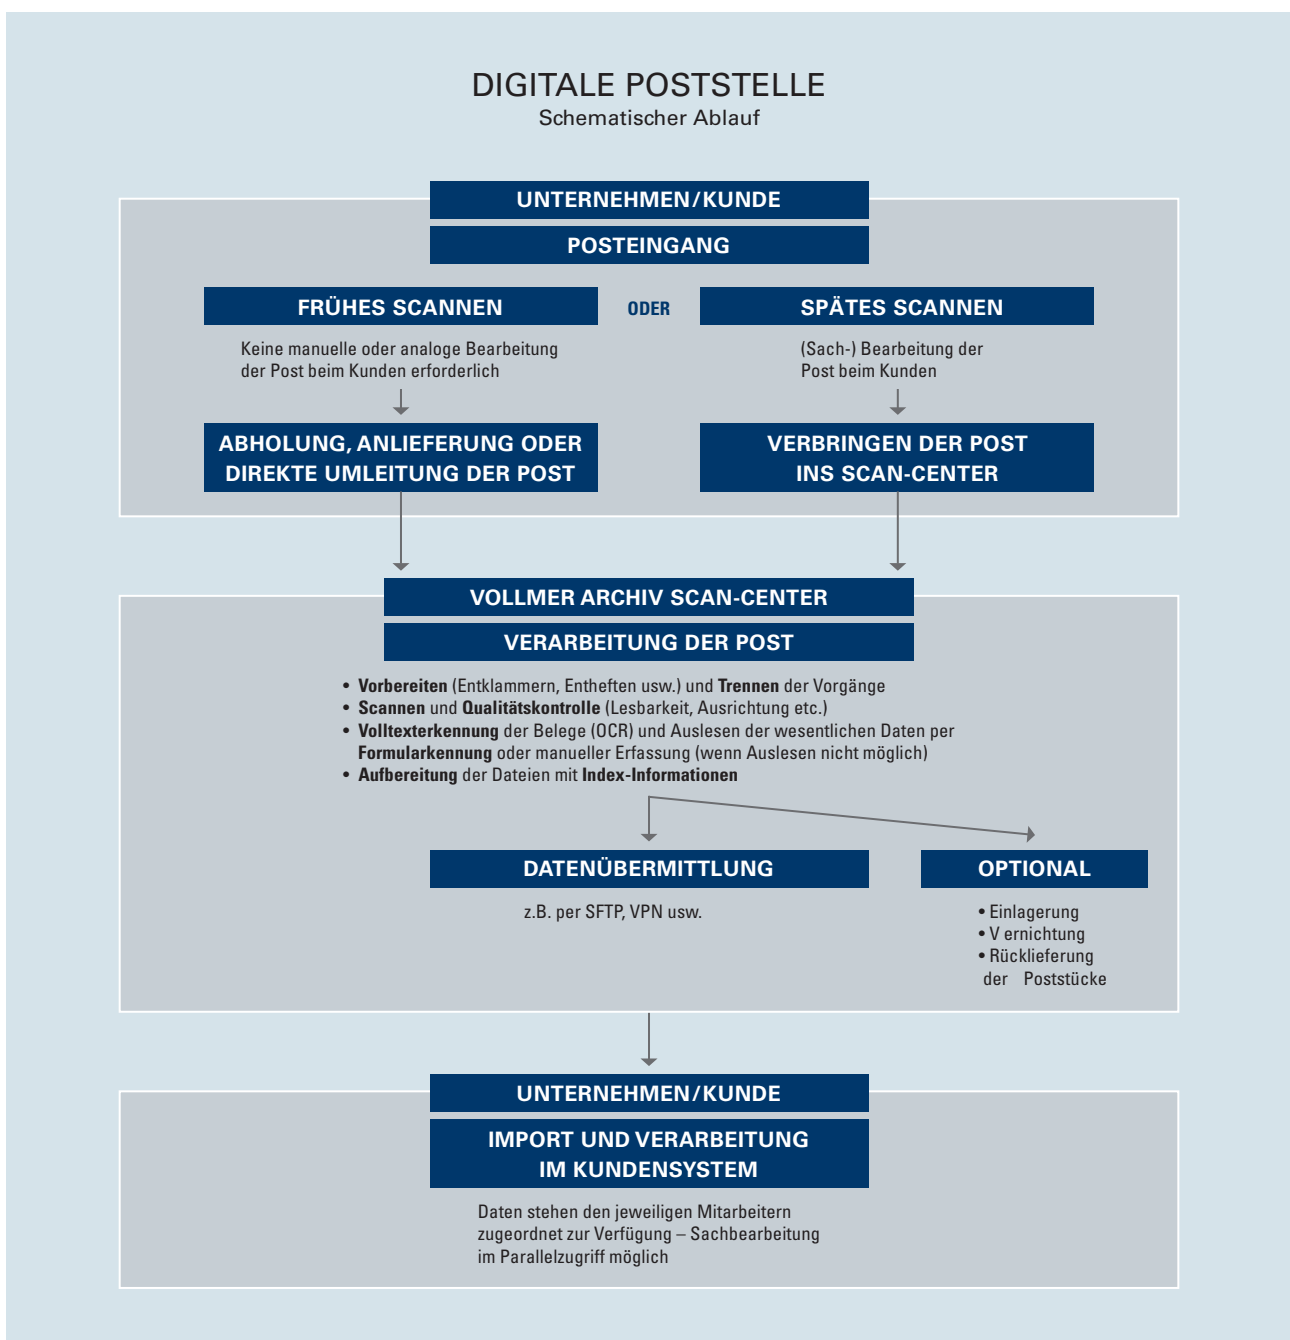 DIGITALE POSTSTELLE
Schematischer Ablauf
UNTERNEHMEN/KUNDE
POSTEINGANG
FRÜHES SCANNEN
ODER
SPÄTES SCANNEN
Keine manuelle oder analoge Bearbeitung
der Post beim Kunden erforderlich
(Sach-) Bearbeitung der
Post beim Kunden
ABHOLUNG, ANLIEFERUNG ODER
DIREKTE UMLEITUNG DER POST
VERBRINGEN DER POST
INS SCAN-CENTER
VOLLMER ARCHIV SCAN-CENTER
VERARBEITUNG DER POST
• Vorbereiten (Entklammern, Entheften usw.) und Trennen der Vorgänge
• Scannen und Qualitätskontrolle (Lesbarkeit, Ausrichtung etc.)
• Volltexterkennung der Belege (OCR) und Auslesen der wesentlichen Daten per
Formularkennung oder manueller Erfassung (wenn Auslesen nicht möglich)
• Aufbereitung der Dateien mit Index-Informationen
DATENÜBERMITTLUNG
z.B. per SFTP, VPN usw.
OPTIONAL
• Einlagerung
• V ernichtung
• Rücklieferung
der Poststücke
UNTERNEHMEN/KUNDE
IMPORT UND VERARBEITUNG
IM KUNDENSYSTEM
Daten stehen den jeweiligen Mitarbeitern
zugeordnet zur Verfügung – Sachbearbeitung
im Parallelzugriff möglich